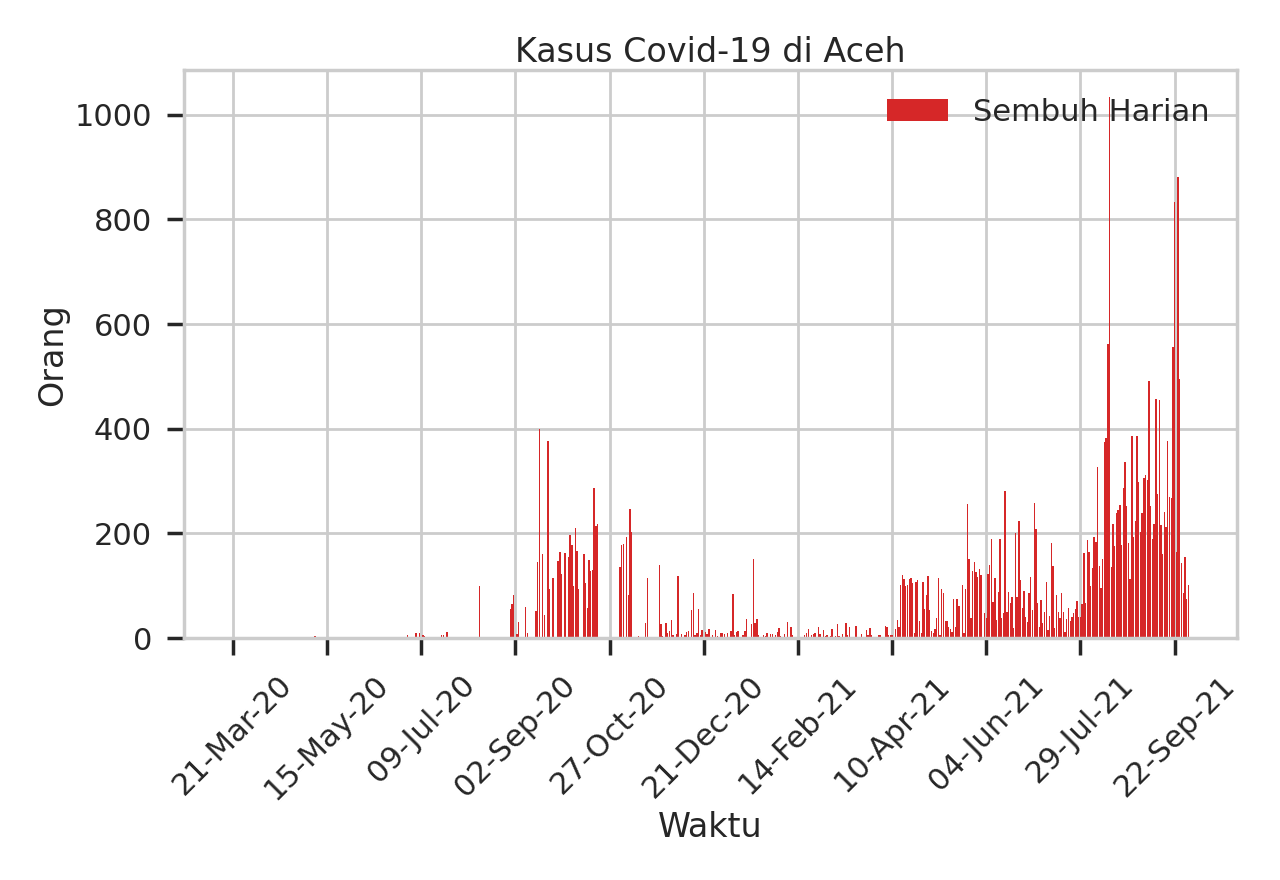 Kasus Covid-19 di Aceh
Sembuh Harian
Orang
1000
800
600
400
200
0
21-Mar-20
15-May-20
09-Jul-20
02-Sep-20
27-Oct-20
21-Dec-20
14-Feb-21
10-Apr-21
04-Jun-21
29-Jul-21
22-Sep-21
Waktu